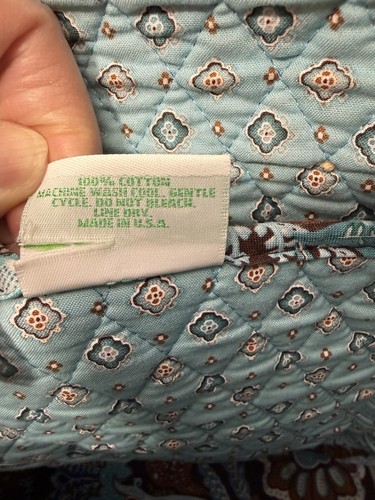 100% COTTON
MACHINE WASH COOL. GENTLE
CYCLE. DO NOT BLEACH.
LINE DRY.
MADE IN U.S.A.